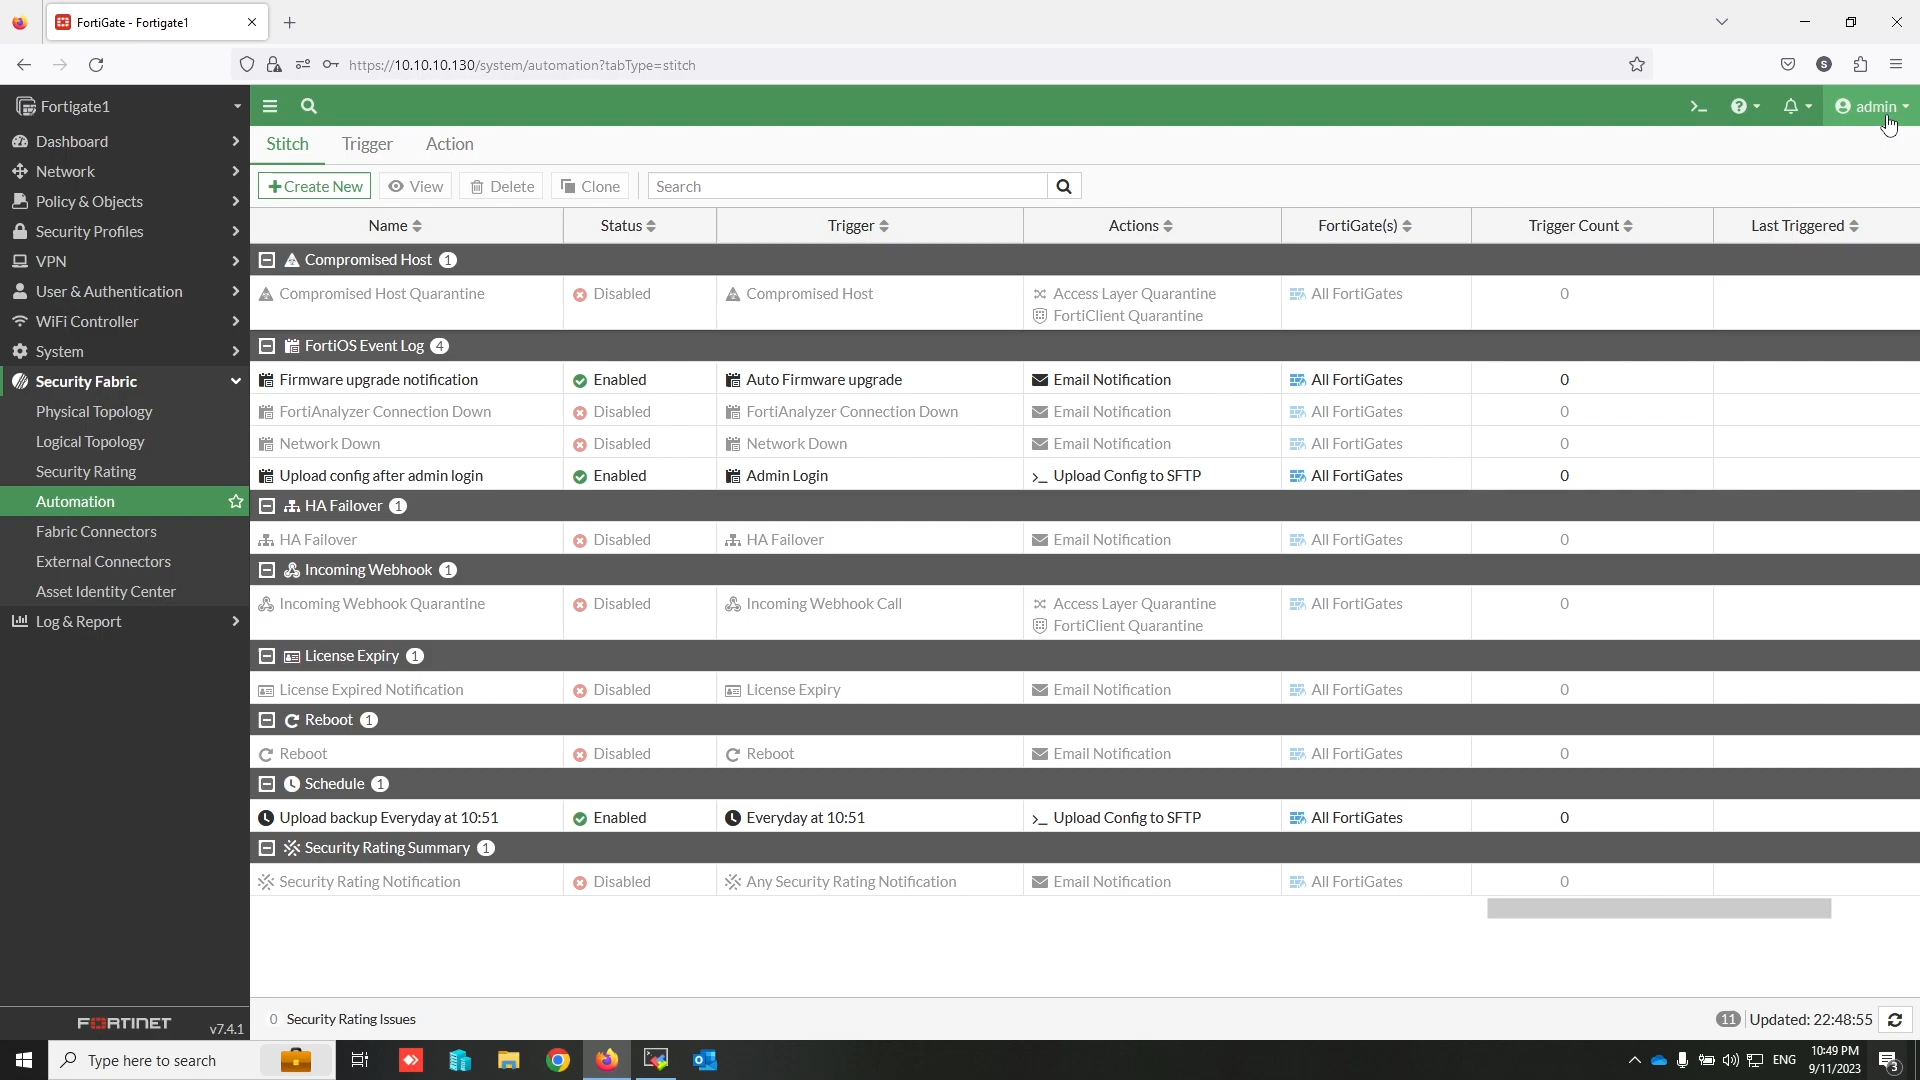 FortiGate - Fortigate1
https://10.10.10.130/system/automation?tabType=stitch
S
Fortigate1
admin
Dashboard
Network
Policy & Objects
Security Profiles
VPN
User & Authentication
WiFi Controller
System
Security Fabric
Physical Topology
Logical Topology
Security Rating
Automation
Fabric Connectors
External Connectors
Asset Identity Center
Log & Report
FORTINET v7.4.1
Stitch Trigger Action
Create New View Delete Clone Search
Name Status Trigger Actions FortiGate(s) Trigger Count Last Triggered
Compromised Host 1
Compromised Host Quarantine Disabled Compromised Host Access Layer Quarantine All FortiGates 0
FortiClient Quarantine
FortiOS Event Log 4
Firmware upgrade notification Enabled Auto Firmware upgrade Email Notification All FortiGates 0
FortiAnalyzer Connection Down Disabled FortiAnalyzer Connection Down Email Notification All FortiGates 0
Network Down Disabled Network Down Email Notification All FortiGates 0
Upload config after admin login Enabled Admin Login Upload Config to SFTP All FortiGates 0
HA Failover 1
HA Failover Disabled HA Failover Email Notification All FortiGates 0
Incoming Webhook 1
Incoming Webhook Quarantine Disabled Incoming Webhook Call Access Layer Quarantine All FortiGates 0
FortiClient Quarantine
License Expiry 1
License Expired Notification Disabled License Expiry Email Notification All FortiGates 0
Reboot 1
Reboot Disabled Reboot Email Notification All FortiGates 0
Schedule 1
Upload backup Everyday at 10:51 Enabled Everyday at 10:51 Upload Config to SFTP All FortiGates 0
Security Rating Summary 1
Security Rating Notification Disabled Any Security Rating Notification Email Notification All FortiGates 0
0 Security Rating Issues
11 Updated: 22:48:55
Type here to search
ENG
10:49 PM
9/11/2023
3